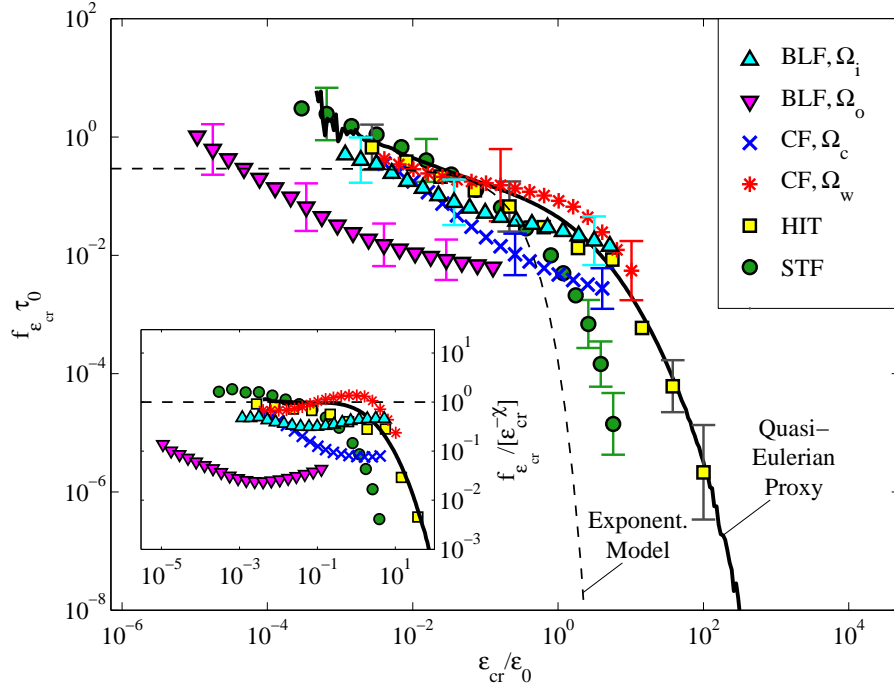 10^2
10^0
10^-2
10^-4
10^-6
10^-8
f_ε_cr τ_0
10^-6
10^-4
10^-2
10^0
10^2
10^4
ε_cr/ε_0
BLF, Ω_i
BLF, Ω_o
CF, Ω_c
CF, Ω_w
HIT
STF
Quasi−
Eulerian
Proxy
Exponent.
Model
10^1
10^0
10^-1
10^-2
10^-3
f_ε_cr/[ε_cr^-χ]
10^-5
10^-3
10^-1
10^1